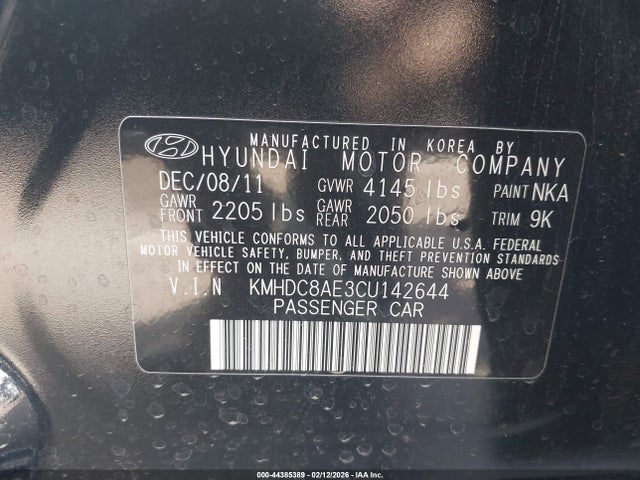 MANUFACTURED IN KOREA BY
HYUNDAI MOTOR COMPANY
DEC/08/11 GVWR 4145 lbs PAINT NKA
GAWR FRONT 2205 lbs GAWR REAR 2050 lbs TRIM 9K
THIS VEHICLE CONFORMS TO ALL APPLICABLE U.S.A. FEDERAL
MOTOR VEHICLE SAFETY, BUMPER, AND THEFT PREVENTION STANDARDS
IN EFFECT ON THE DATE OF MANUFACTURE SHOWN ABOVE
V.I.N KMHDC8AE3CU142644
PASSENGER CAR
000-44385389 - 02/12/2026 - IAA Inc.